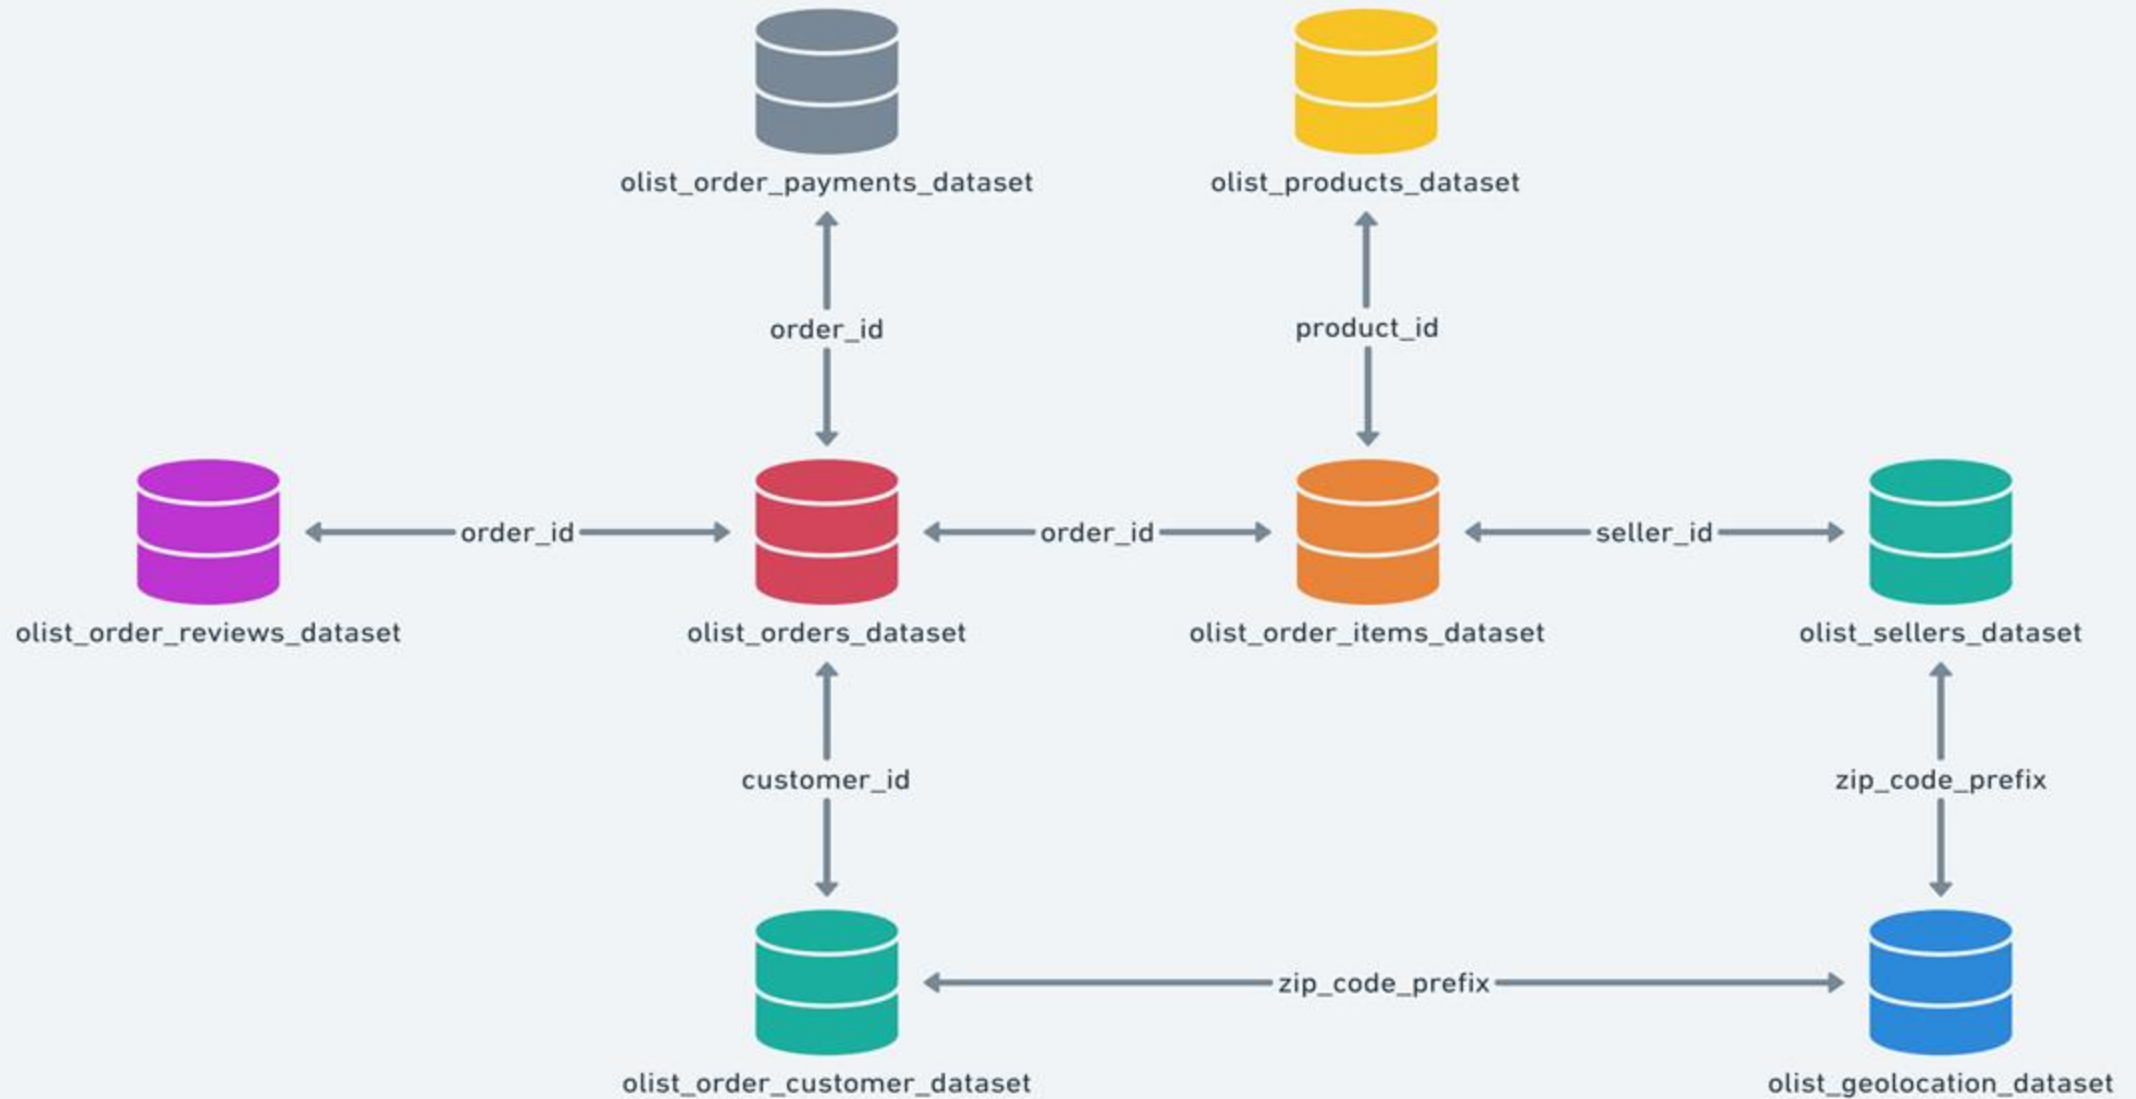 olist_order_payments_dataset
olist_products_dataset
order_id
product_id
order_id
order_id
seller_id
olist_order_reviews_dataset
olist_orders_dataset
olist_order_items_dataset
olist_sellers_dataset
customer_id
zip_code_prefix
zip_code_prefix
olist_order_customer_dataset
olist_geolocation_dataset